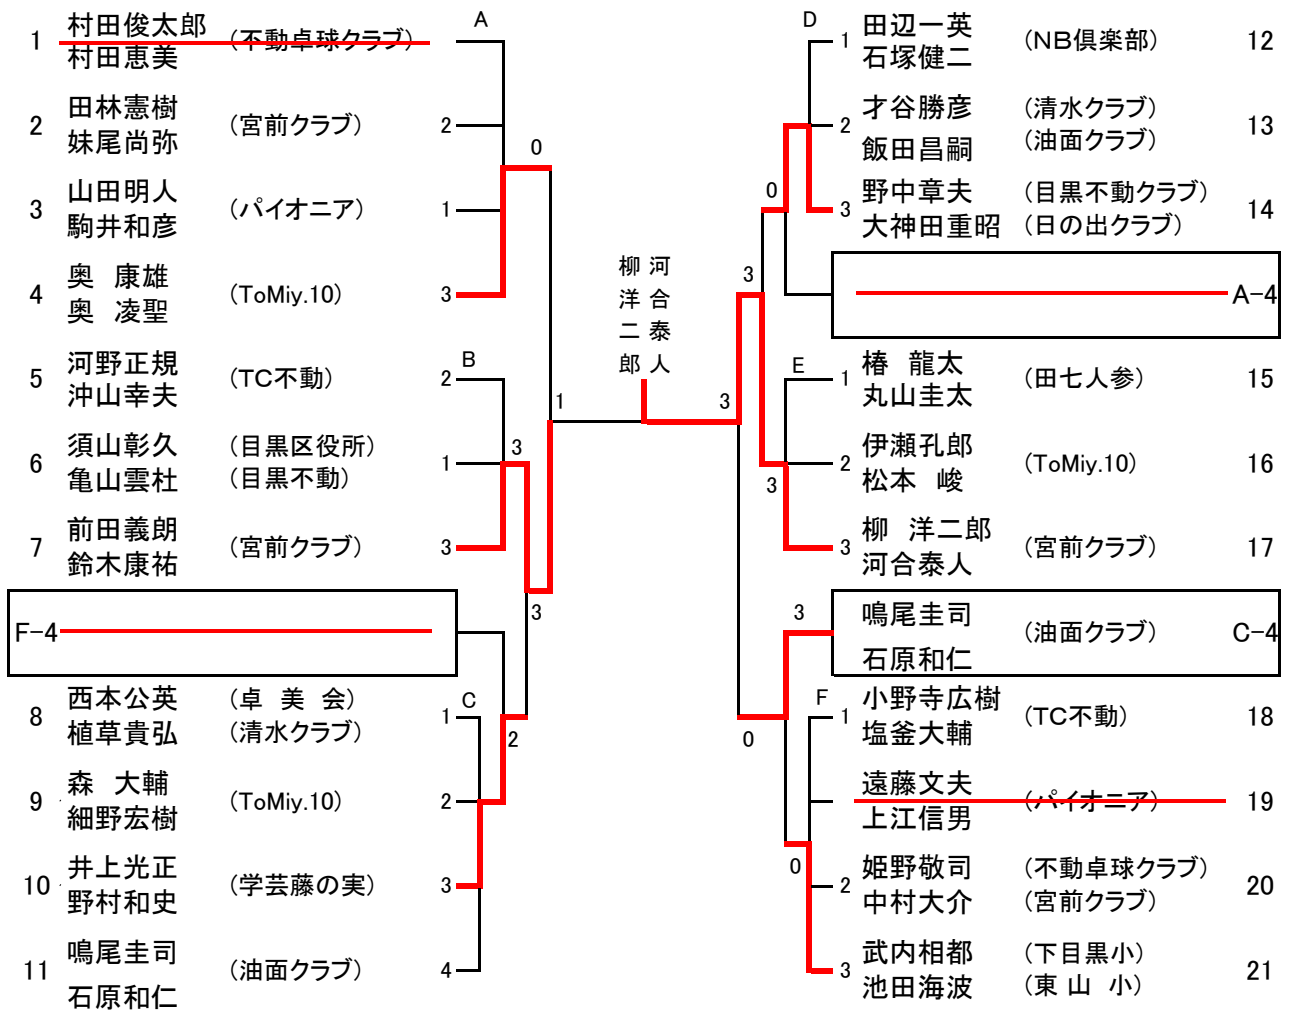 A
1 村田俊太郎 (不動卓球クラブ)
村田恵美
2 田林憲樹 (宮前クラブ) 2
妹尾尚弥
0
3 山田明人 (パイオニア) 1
駒井和彦
4 奥 康雄 (ToMiy.10) 3
奥 凌聖
B
5 河野正規 (TC不動) 2
沖山幸夫
1
6 須山彰久 (目黒区役所) 1
亀山雲杜 (目黒不動)
3
7 前田義朗 (宮前クラブ) 3
鈴木康祐
3
F-4
C
8 西本公英 (卓 美 会) 1
植草貴弘 (清水クラブ)
2
9 森 大輔 (ToMiy.10) 2
細野宏樹
10 井上光正 (学芸藤の実) 3
野村和史
11 鳴尾圭司 (油面クラブ) 4
石原和仁
河合泰人
柳洋二郎
D
1 田辺一英 (NB倶楽部) 12
石塚健二
2 才谷勝彦 (清水クラブ) 13
飯田昌嗣 (油面クラブ)
0
3 野中章夫 (目黒不動クラブ) 14
大神田重昭 (日の出クラブ)
3
A-4
E
1 椿 龍太 (田七人参) 15
丸山圭太
3
2 伊瀬孔郎 (ToMiy.10) 16
松本 峻
3
3 柳 洋二郎 (宮前クラブ) 17
河合泰人
3
鳴尾圭司 (油面クラブ) C-4
石原和仁
F
1 小野寺広樹 (TC不動) 18
塩釜大輔
0
遠藤文夫 (パイオニア) 19
上江信男
0
2 姫野敬司 (不動卓球クラブ) 20
中村大介 (宮前クラブ)
3 武内相都 (下目黒小) 21
池田海波 (東 山 小)